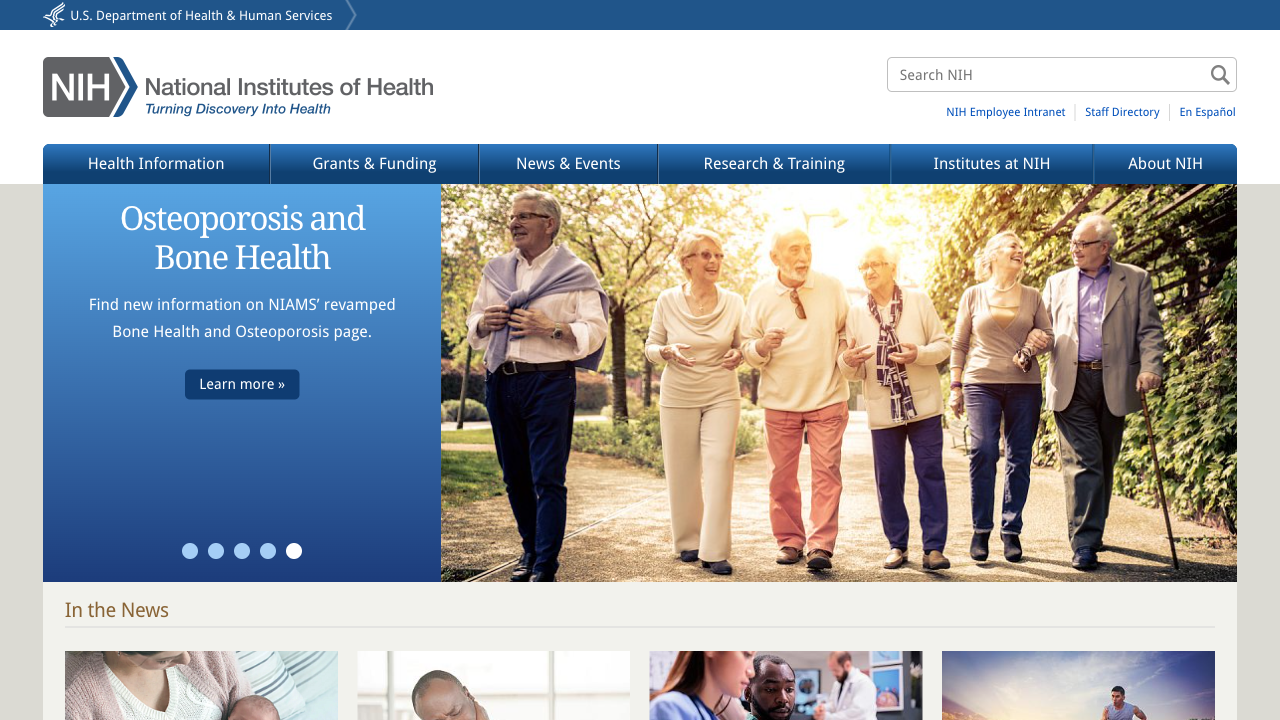 U.S. Department of Health & Human Services
NIH
National Institutes of Health
Turning Discovery Into Health
Search NIH
NIH Employee Intranet
Staff Directory
En Español
Health Information
Grants & Funding
News & Events
Research & Training
Institutes at NIH
About NIH
Osteoporosis and
Bone Health
Find new information on NIAMS’ revamped
Bone Health and Osteoporosis page.
Learn more »
In the News